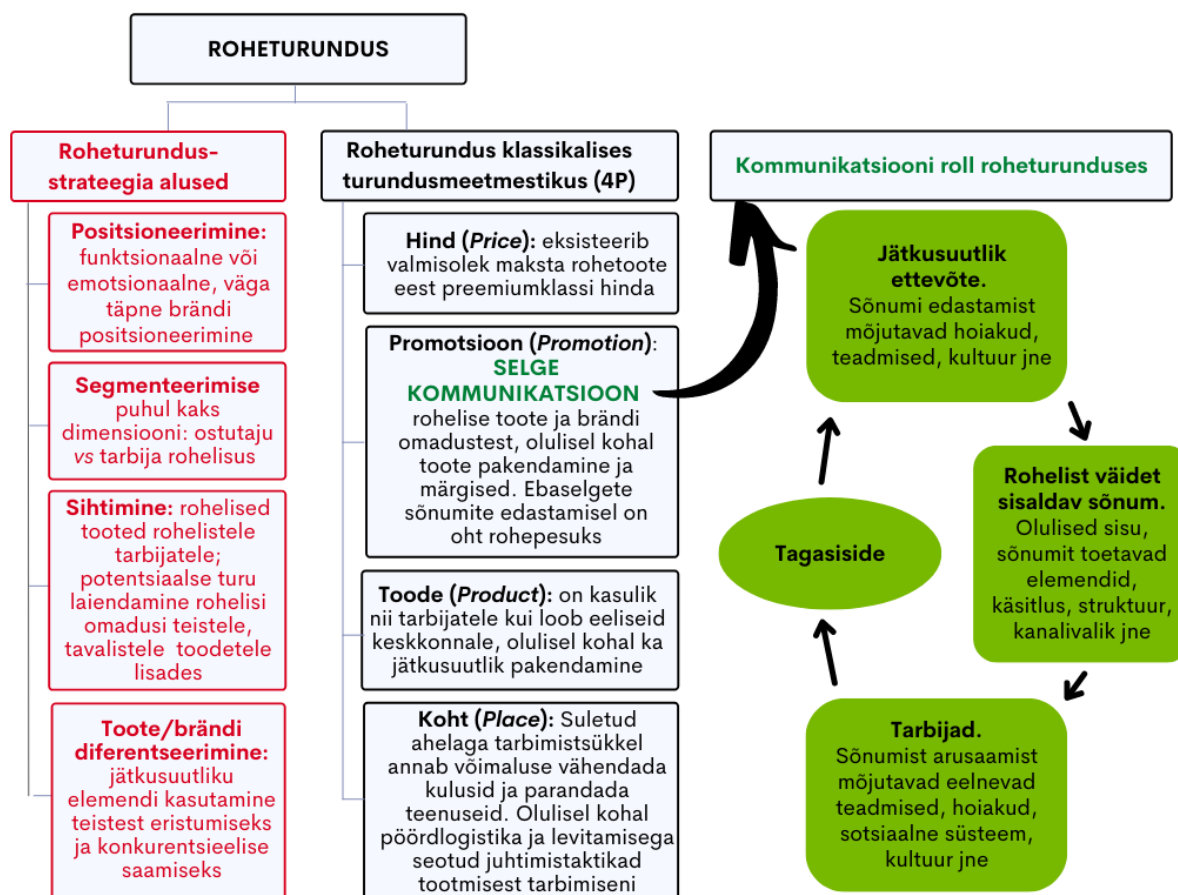 ROHETURUNDUS
Roheturundus-
strateegia alused
Positsioneerimine:
funktsionaalne või
emotsionaalne, väga
täpne brändi
positsioneerimine
Segmenteerimise
puhul kaks
dimensiooni: ostutaju
vs tarbija rohelisus
Sihtimine: rohelised
tooted rohelistele
tarbijatele;
potentsiaalse turu
laiendamine rohelisi
omadusi teistele,
tavalistele toodetele
lisades
Toote/brändi
diferentseerimine:
jätkusuutliku
elemendi kasutamine
teistest eristumiseks
ja konkurentsieelise
saamiseks
Roheturundus klassikalises
turundusmeetmestikus (4P)
Hind (Price): eksisteerib
valmisolek maksta rohetoote
eest preemiumklassi hinda
Promotsioon (Promotion):
SELGE
KOMMUNIKATSIOON
rohelise toote ja brändi
omadustest, olulisel kohal
toote pakendamine ja
märgised. Ebaselgete
sõnumite edastamisel on
oht rohepesuks
Toode (Product): on kasulik
nii tarbijatele kui loob eeliseid
keskkonnale, olulisel kohal ka
jätkusuutlik pakendamine
Koht (Place): Suletud
ahelaga tarbimistsükkel
annab võimaluse vähendada
kulusid ja parandada
teenuseid. Olulisel kohal
pöördlogistika ja levitamisega
seotud juhtimistaktikad
tootmisest tarbimiseni
Kommunikatsiooni roll roheturunduses
Jätkusuutlik
ettevõte.
Sõnumi edastamist
mõjutavad hoiakud,
teadmised, kultuur jne
Rohelist väidet
sisaldav sõnum.
Olulised sisu,
sõnumit toetavad
elemendid,
käsitlus, struktuur,
kanalivalik jne
Tarbijad.
Sõnumist arusaamist
mõjutavad eelnevad
teadmised, hoiakud,
sotsiaalne süsteem,
kultuur jne
Tagasiside